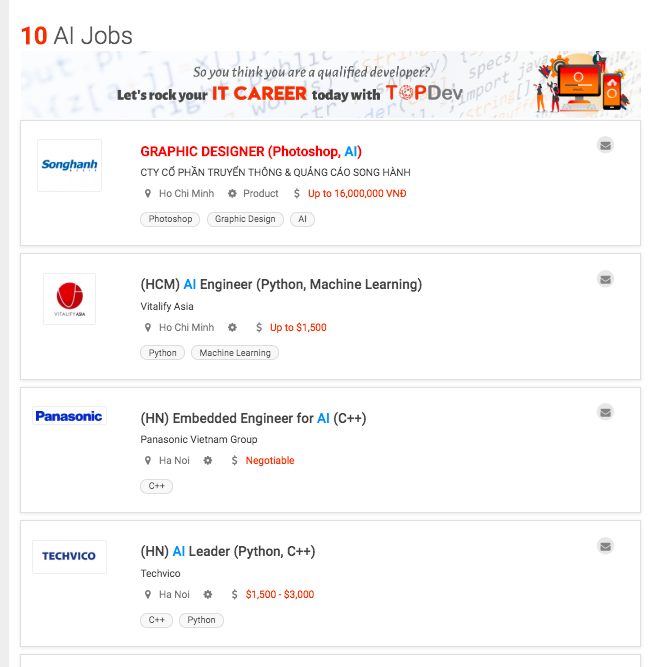 10 AI Jobs
So you think you are a qualified developer?
Let's rock your IT CAREER today with TOPDev
Songhanh
GRAPHIC DESIGNER (Photoshop, AI)
CTY CỔ PHẦN TRUYỀN THÔNG & QUẢNG CÁO SONG HÀNH
Ho Chi Minh Product $ Up to 16,000,000 VNĐ
Photoshop Graphic Design AI
VITALIFY ASIA
(HCM) AI Engineer (Python, Machine Learning)
Vitalify Asia
Ho Chi Minh $ Up to $1,500
Python Machine Learning
Panasonic
(HN) Embedded Engineer for AI (C++)
Panasonic Vietnam Group
Ha Noi $ Negotiable
C++
TECHVICO
(HN) AI Leader (Python, C++)
Techvico
Ha Noi $ $1,500 - $3,000
C++ Python